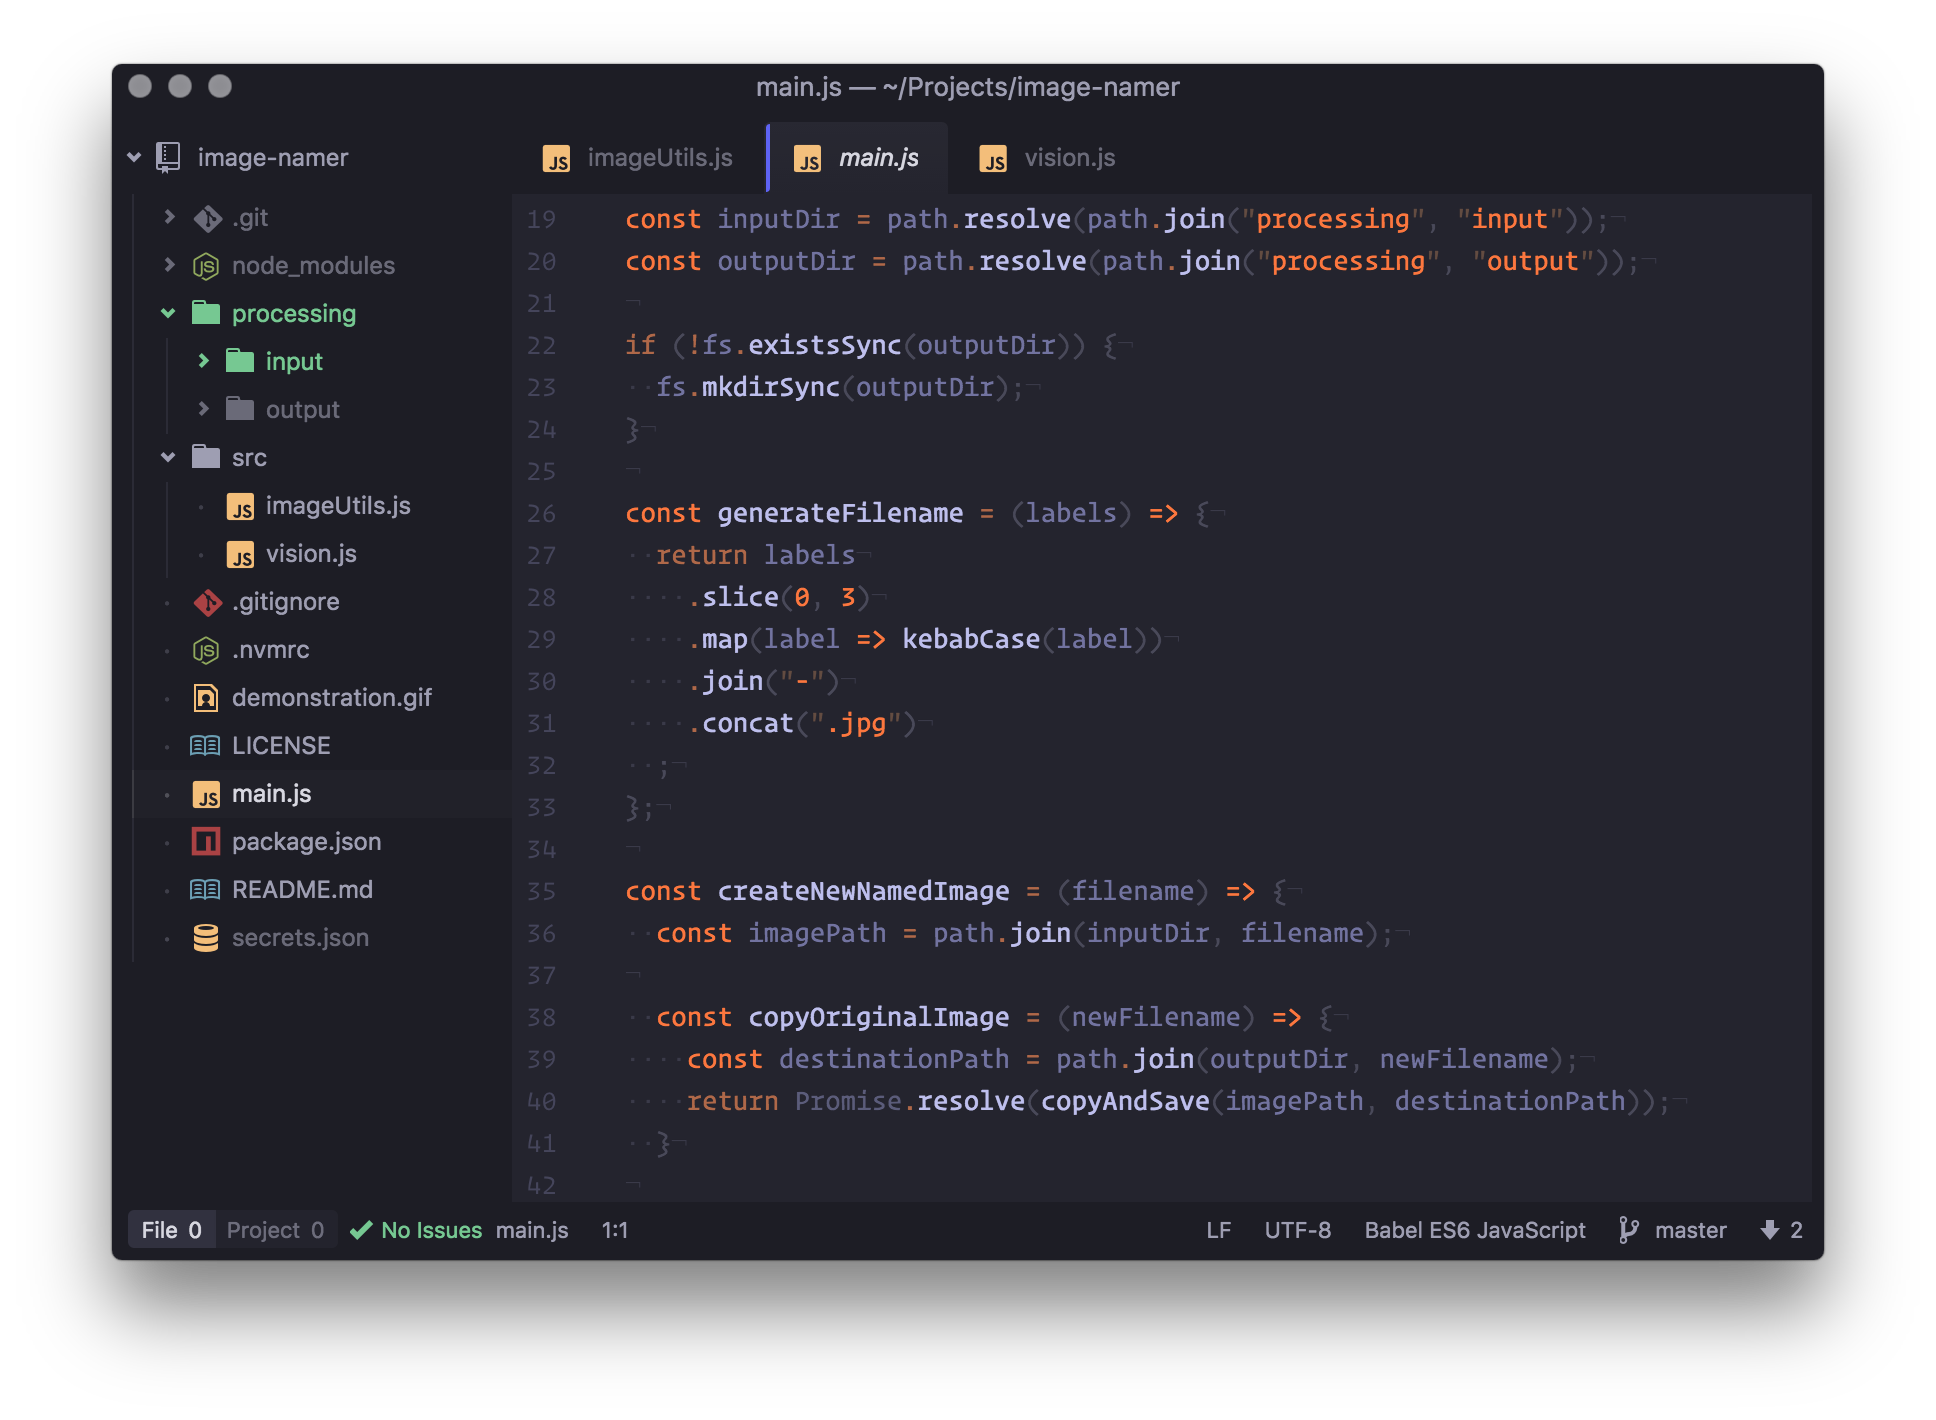 main.js — ~/Projects/image-namer
image-namer
.git
node_modules
processing
input
output
src
imageUtils.js
vision.js
.gitignore
.nvmrc
demonstration.gif
LICENSE
main.js
package.json
README.md
secrets.json
imageUtils.js main.js vision.js
19 const inputDir = path.resolve(path.join("processing", "input"));¬
20 const outputDir = path.resolve(path.join("processing", "output"));¬
21 ¬
22 if (!fs.existsSync(outputDir)) {¬
23 ··fs.mkdirSync(outputDir);¬
24 }¬
25 ¬
26 const generateFilename = (labels) => {¬
27 ··return labels¬
28 ····.slice(0, 3)¬
29 ····.map(label => kebabCase(label))¬
30 ····.join("-")¬
31 ····.concat(".jpg")¬
32 ··;¬
33 };¬
34 ¬
35 const createNewNamedImage = (filename) => {¬
36 ··const imagePath = path.join(inputDir, filename);¬
37 ¬
38 ··const copyOriginalImage = (newFilename) => {¬
39 ····const destinationPath = path.join(outputDir, newFilename);¬
40 ····return Promise.resolve(copyAndSave(imagePath, destinationPath));¬
41 ··}¬
42 ¬
File 0 Project 0 No Issues main.js 1:1 LF UTF-8 Babel ES6 JavaScript master 2